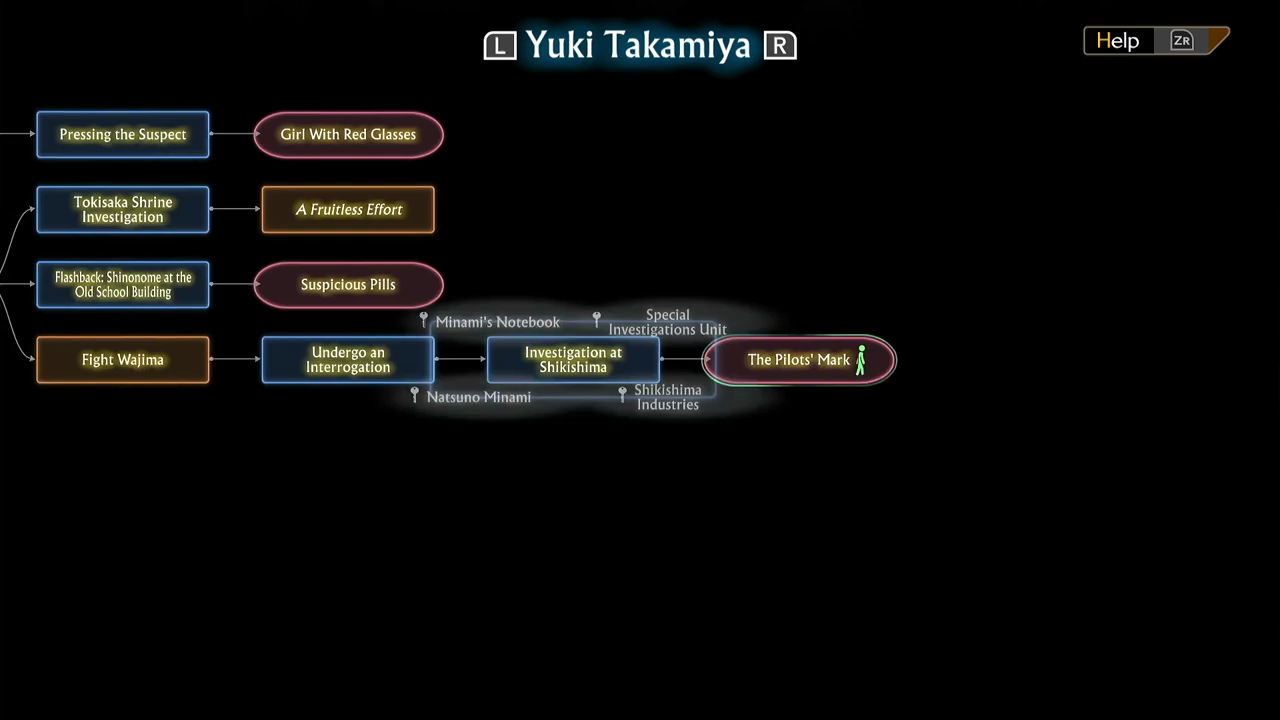 L Yuki Takamiya R
Help ZR
Pressing the Suspect
Girl With Red Glasses
Tokisaka Shrine
Investigation
A Fruitless Effort
Flashback: Shinonome at the
Old School Building
Suspicious Pills
Minami's Notebook
Special
Investigations Unit
Fight Wajima
Undergo an
Interrogation
Investigation at
Shikishima
The Pilots' Mark
Natsuno Minami
Shikishima
Industries